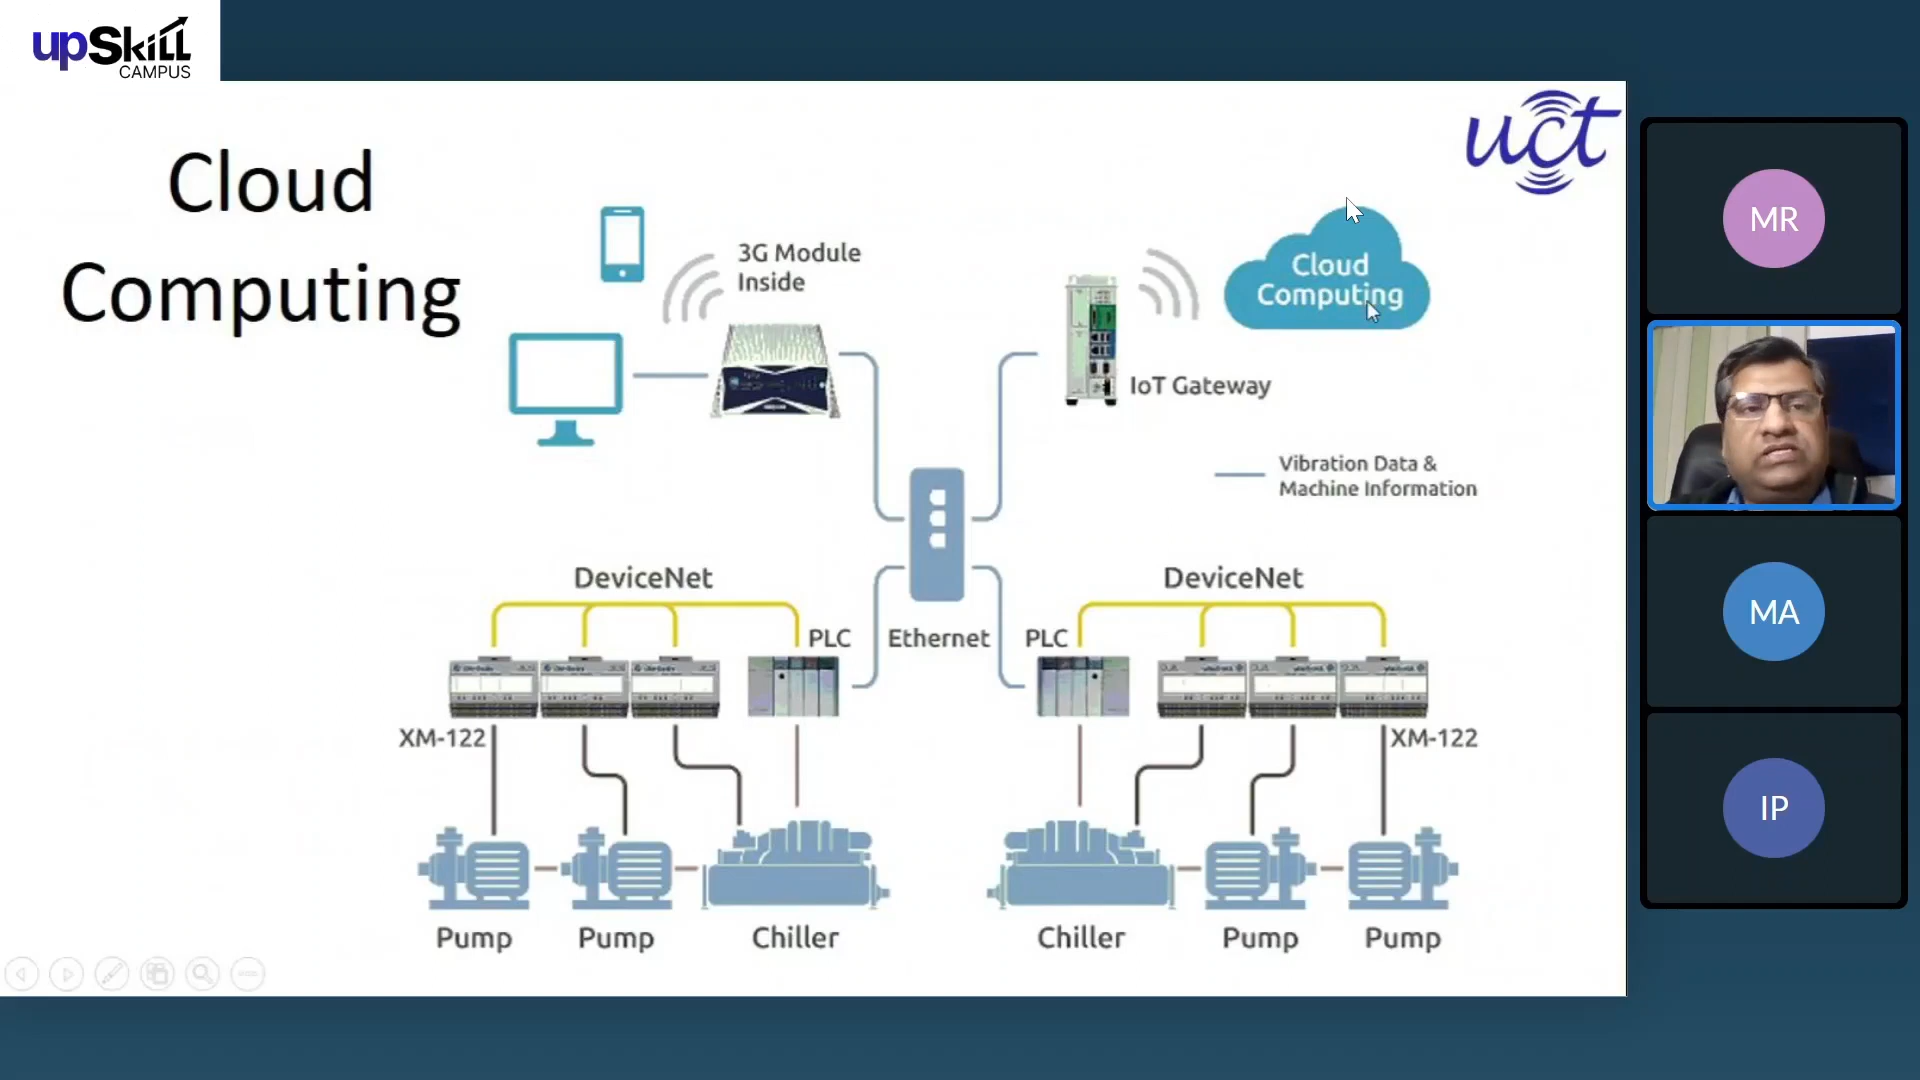 upSkill
CAMPUS
uct
Cloud
Computing
3G Module
Inside
Cloud
Computing
IoT Gateway
Vibration Data &
Machine Information
DeviceNet
DeviceNet
PLC
Ethernet
PLC
XM-122
XM-122
Pump
Pump
Chiller
Chiller
Pump
Pump
MR
MA
IP